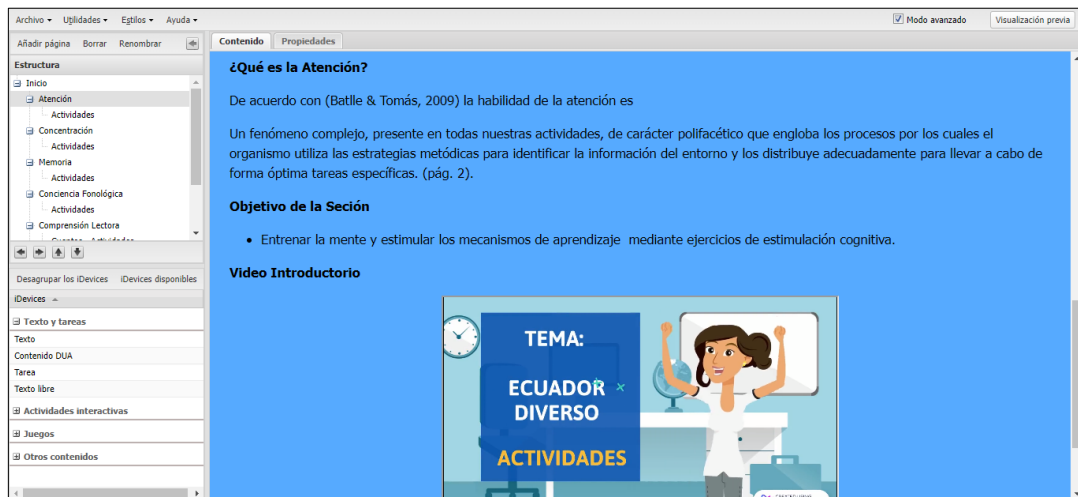 Archivo Utilidades Estilos Ayuda
Modo avanzado Visualización previa
Añadir página Borrar Renombrar
Estructura
Inicio
Atención
Actividades
Concentración
Actividades
Memoria
Actividades
Conciencia Fonológica
Actividades
Comprensión Lectora
Desagrupar los iDevices iDevices disponibles
iDevices
Texto y tareas
Texto
Contenido DUA
Tarea
Texto libre
Actividades interactivas
Juegos
Otros contenidos
Contenido Propiedades
¿Qué es la Atención?
De acuerdo con (Batlle & Tomás, 2009) la habilidad de la atención es
Un fenómeno complejo, presente en todas nuestras actividades, de carácter polifacético que engloba los procesos por los cuales el
organismo utiliza las estrategias metódicas para identificar la información del entorno y los distribuye adecuadamente para llevar a cabo de
forma óptima tareas específicas. (pág. 2).
Objetivo de la Seción
Entrenar la mente y estimular los mecanismos de aprendizaje mediante ejercicios de estimulación cognitiva.
Video Introductorio
TEMA:
ECUADOR
DIVERSO
ACTIVIDADES